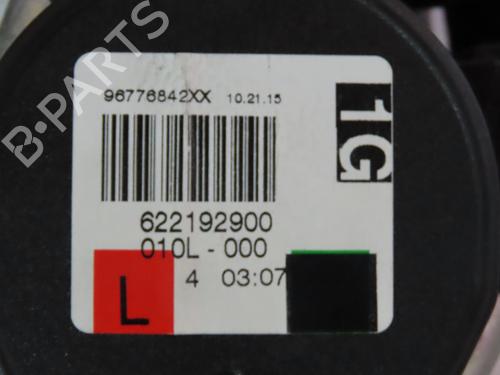 B-PARTS
96776842XX 10.21.15
1G
622192900
010L - 000
4 03:07
L